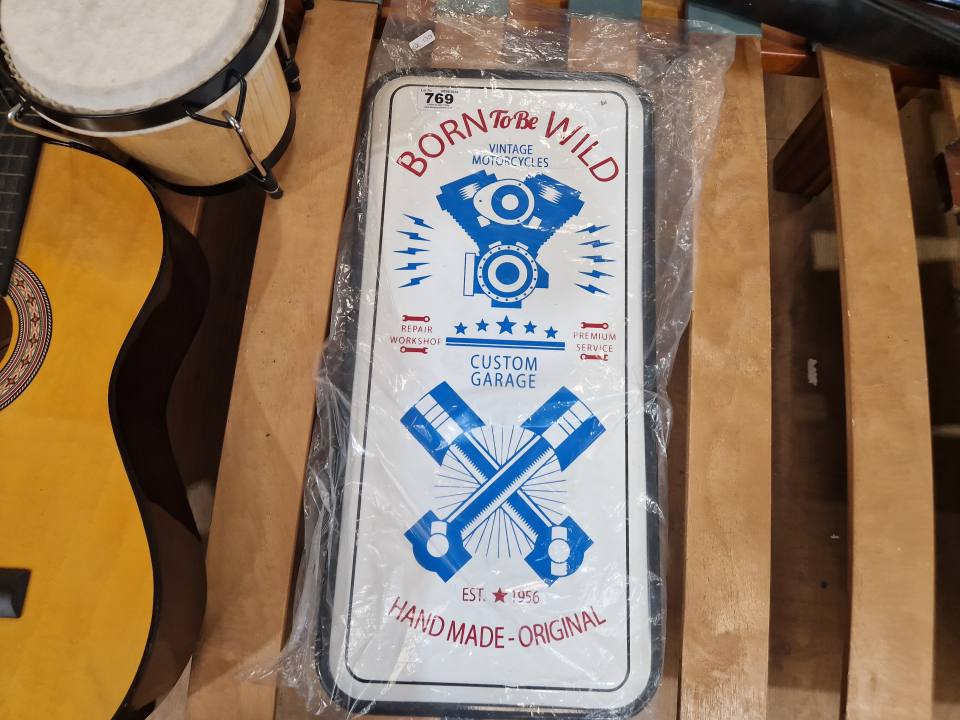 769
BORN To Be WILD
VINTAGE
MOTORCYCLES
REPAIR
WORKSHOP
PREMIUM
SERVICE
CUSTOM
GARAGE
EST. ★ 1956
HAND MADE - ORIGINAL